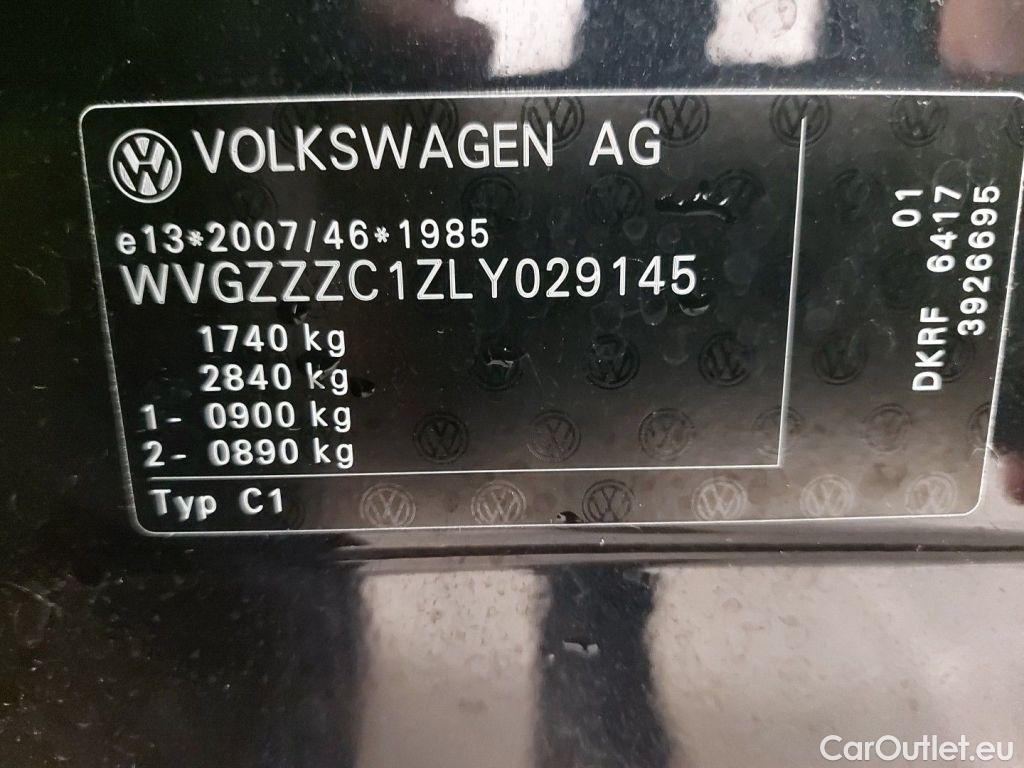 VOLKSWAGEN AG
e13*2007/46*1985
WVGZZZC1ZLY029145
1740 kg
2840 kg
1- 0900 kg
2- 0890 kg
Typ C1
01
DKRF 6417
3926695
CarOutlet.eu